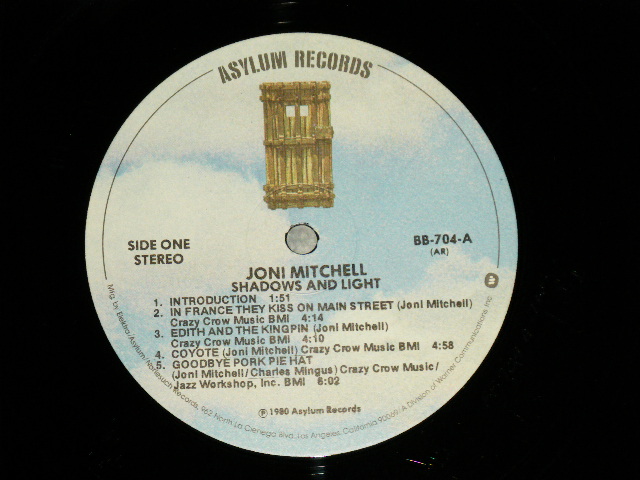 ASYLUM RECORDS
SIDE ONE
STEREO
BB-704-A
(AR)
JONI MITCHELL
SHADOWS AND LIGHT
1. INTRODUCTION 1:51
2. IN FRANCE THEY KISS ON MAIN STREET (Joni Mitchell)
Crazy Crow Music BMI 4:14
3. EDITH AND THE KINGPIN (Joni Mitchell)
Crazy Crow Music BMI 4:10
4. COYOTE (Joni Mitchell) Crazy Crow Music BMI 4:58
5. GOODBYE PORK PIE HAT
(Joni Mitchell/Charles Mingus) Crazy Crow Music/
Jazz Workshop, Inc. BMI 6:02
℗ 1980 Asylum Records
Mfg. by Elektra/Asylum/Nonesuch Records, 962 North La Cienega Blvd., Los Angeles, California 90069 · A Division of Warner Communications Inc.